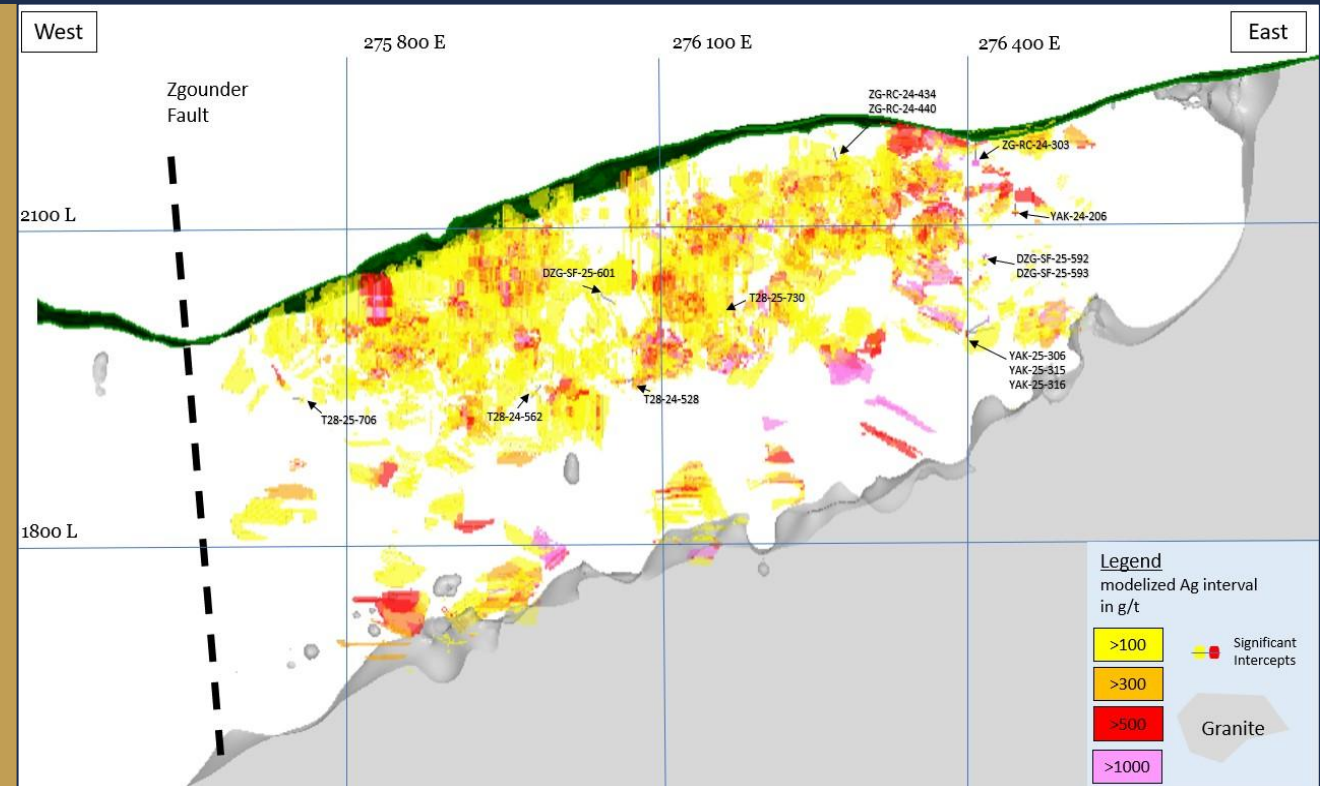 West
275 800 E
276 100 E
276 400 E
East
Zgounder
Fault
ZG-RC-24-434
ZG-RC-24-440
ZG-RC-24-303
2100 L
YAK-24-206
DZG-SF-25-592
DZG-SF-25-593
DZG-SF-25-601
T28-25-730
YAK-25-306
YAK-25-315
YAK-25-316
T28-25-706
T28-24-562
T28-24-528
1800 L
Legend
modelized Ag interval
in g/t
>100
Significant
Intercepts
>300
>500
Granite
>1000